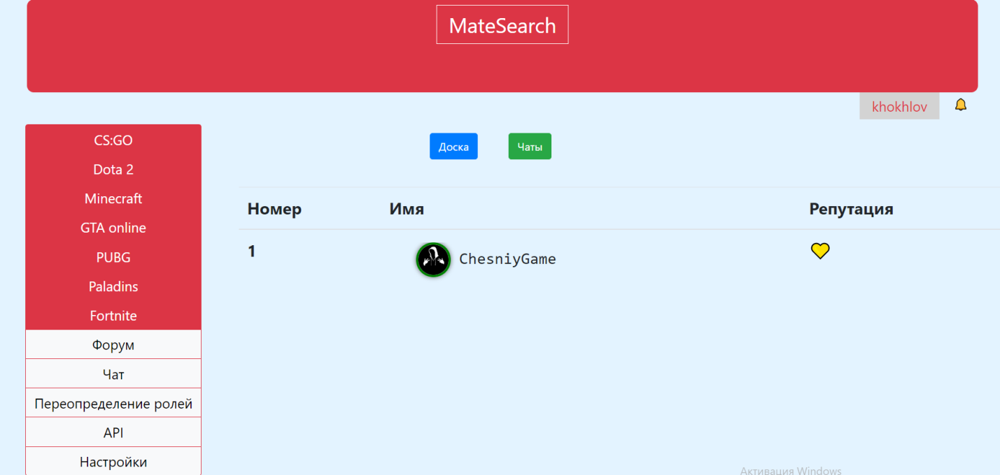 MateSearch
khokhlov
CS:GO
Dota 2
Minecraft
GTA online
PUBG
Paladins
Fortnite
Форум
Чат
Переопределение ролей
API
Настройки
Доска Чаты
Номер Имя Репутация
1 ChesniyGame
Активация Windows